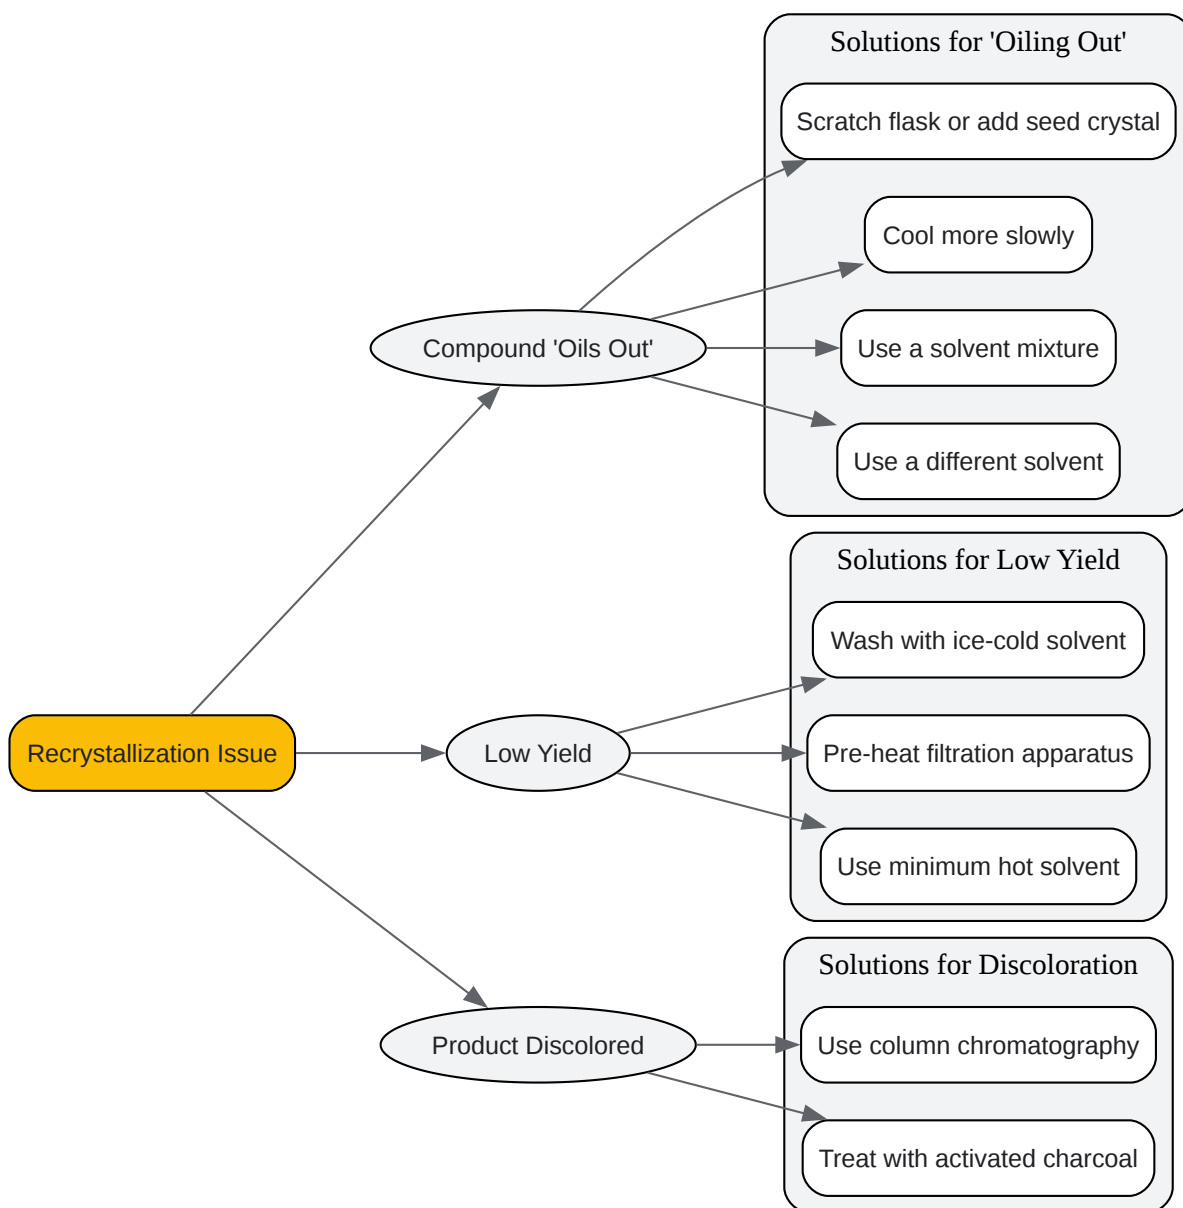 Solutions for 'Oiling Out'
Scratch flask or add seed crystal
Cool more slowly
Compound 'Oils Out'
Use a solvent mixture
Use a different solvent
Solutions for Low Yield
Wash with ice-cold solvent
Recrystallization Issue
Low Yield
Pre-heat filtration apparatus
Use minimum hot solvent
Solutions for Discoloration
Product Discolored
Use column chromatography
Treat with activated charcoal